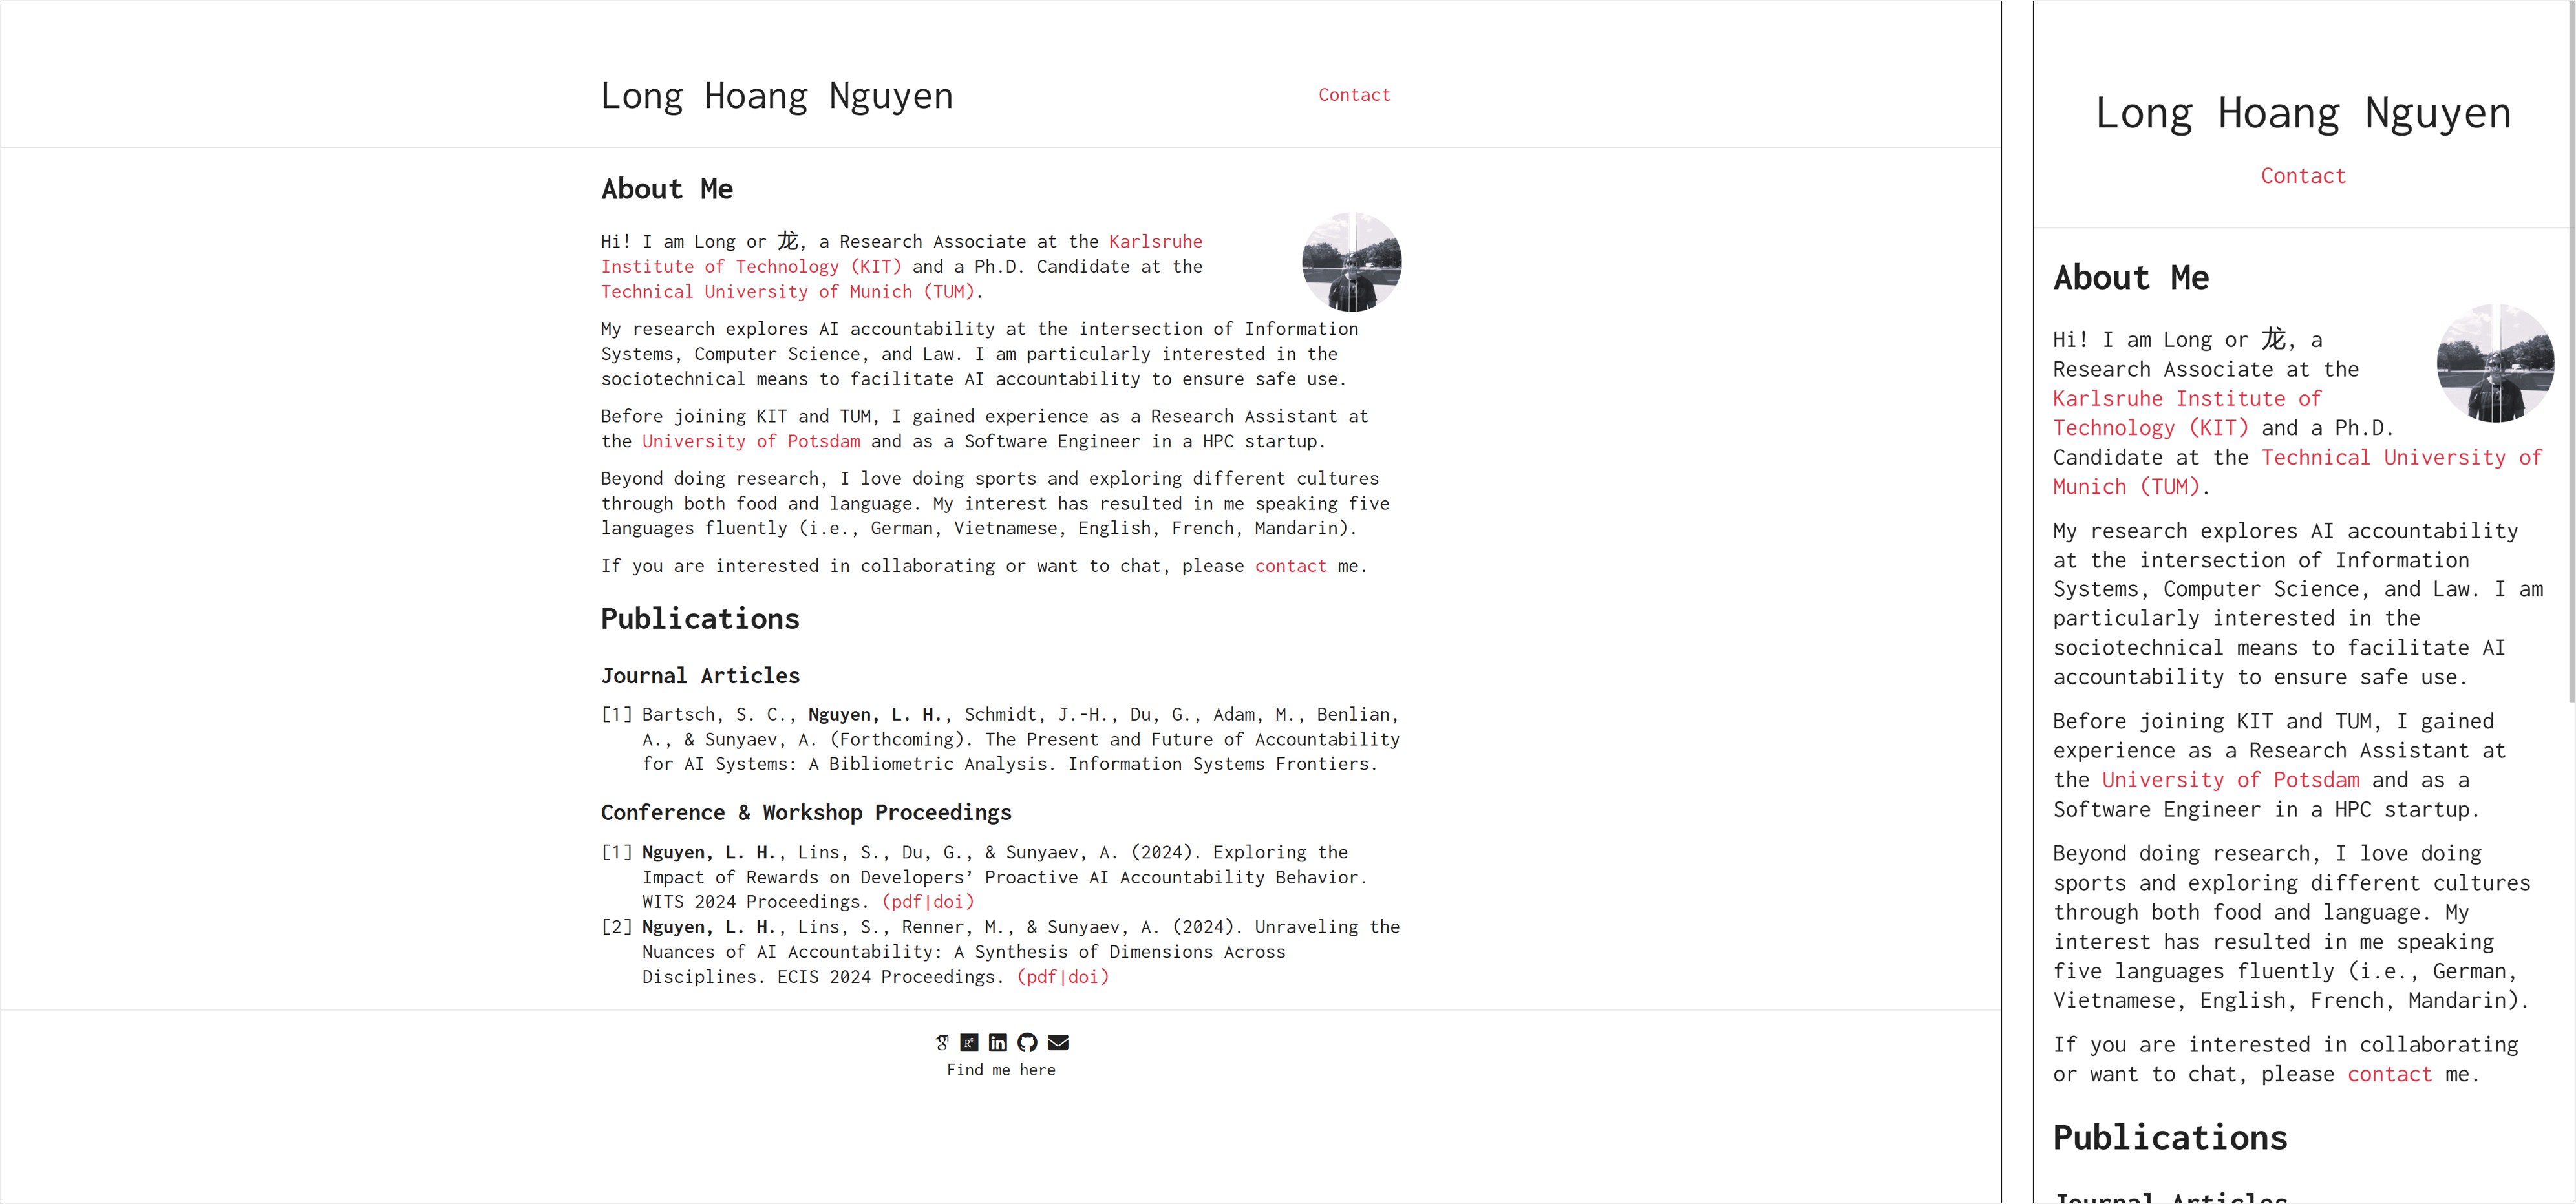 Long Hoang Nguyen
Contact
About Me
Hi! I am Long or 龙, a Research Associate at the Karlsruhe
Institute of Technology (KIT) and a Ph.D. Candidate at the
Technical University of Munich (TUM).
My research explores AI accountability at the intersection of Information
Systems, Computer Science, and Law. I am particularly interested in the
sociotechnical means to facilitate AI accountability to ensure safe use.
Before joining KIT and TUM, I gained experience as a Research Assistant at
the University of Potsdam and as a Software Engineer in a HPC startup.
Beyond doing research, I love doing sports and exploring different cultures
through both food and language. My interest has resulted in me speaking five
languages fluently (i.e., German, Vietnamese, English, French, Mandarin).
If you are interested in collaborating or want to chat, please contact me.
Publications
Journal Articles
[1] Bartsch, S. C., Nguyen, L. H., Schmidt, J.-H., Du, G., Adam, M., Benlian,
A., & Sunyaev, A. (Forthcoming). The Present and Future of Accountability
for AI Systems: A Bibliometric Analysis. Information Systems Frontiers.
Conference & Workshop Proceedings
[1] Nguyen, L. H., Lins, S., Du, G., & Sunyaev, A. (2024). Exploring the
Impact of Rewards on Developers’ Proactive AI Accountability Behavior.
WITS 2024 Proceedings. (pdf|doi)
[2] Nguyen, L. H., Lins, S., Renner, M., & Sunyaev, A. (2024). Unraveling the
Nuances of AI Accountability: A Synthesis of Dimensions Across
Disciplines. ECIS 2024 Proceedings. (pdf|doi)
Find me here
Long Hoang Nguyen
Contact
About Me
Hi! I am Long or 龙, a
Research Associate at the
Karlsruhe Institute of
Technology (KIT) and a Ph.D.
Candidate at the Technical University of
Munich (TUM).
My research explores AI accountability
at the intersection of Information
Systems, Computer Science, and Law. I am
particularly interested in the
sociotechnical means to facilitate AI
accountability to ensure safe use.
Before joining KIT and TUM, I gained
experience as a Research Assistant at
the University of Potsdam and as a
Software Engineer in a HPC startup.
Beyond doing research, I love doing
sports and exploring different cultures
through both food and language. My
interest has resulted in me speaking
five languages fluently (i.e., German,
Vietnamese, English, French, Mandarin).
If you are interested in collaborating
or want to chat, please contact me.
Publications
Journal Articles